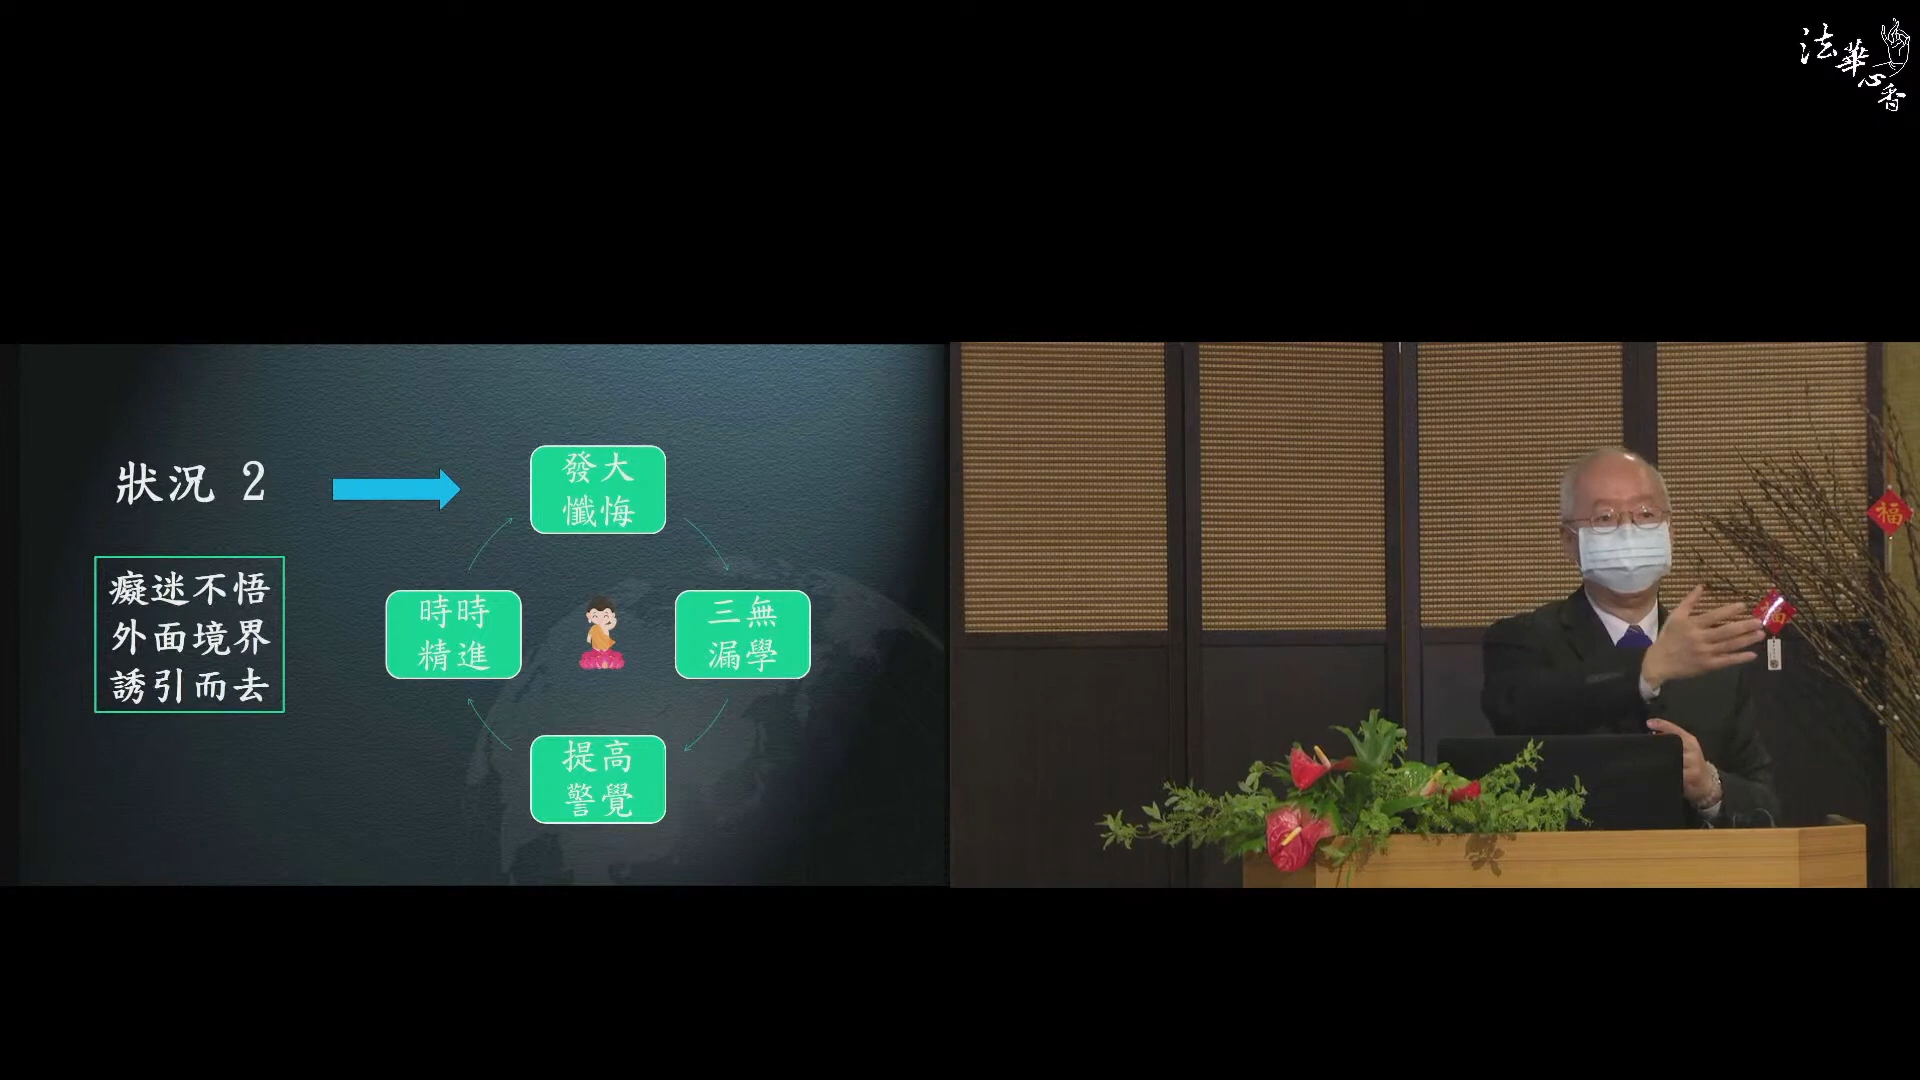 法華心香
狀況 2
癡迷不悟
外面境界
誘引而去
發大
懺悔
三無
漏學
提高
警覺
時時
精進
福
福